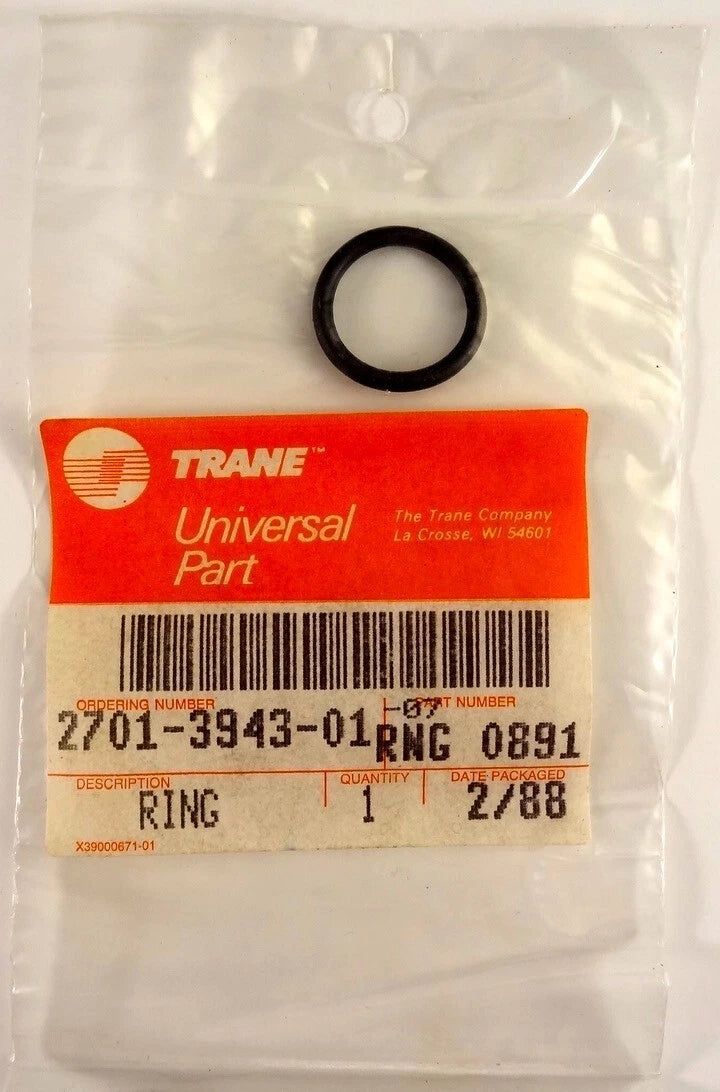 TRANE™
Universal
Part
The Trane Company
La Crosse, WI 54601
ORDERING NUMBER
2701-3943-01-07
PART NUMBER
RNG 0891
DESCRIPTION
RING
QUANTITY
1
DATE PACKAGED
2/88
X39000671-01